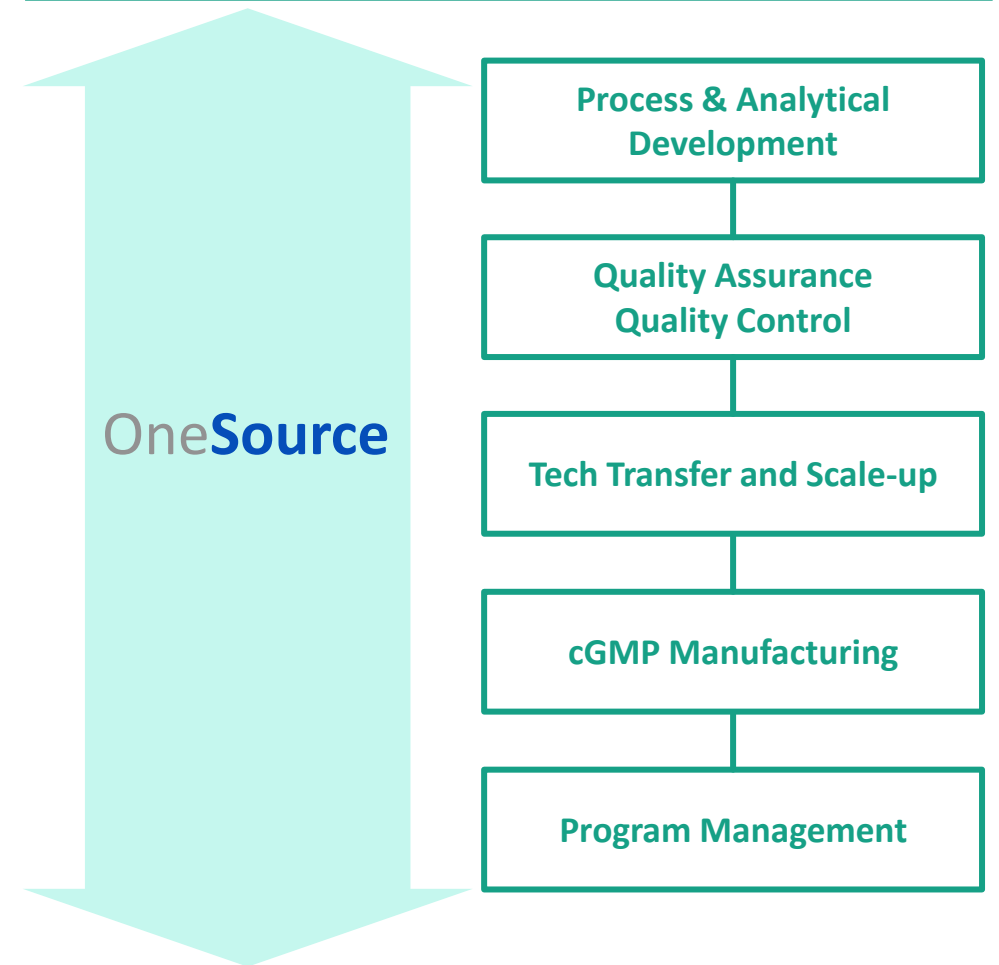 Process & Analytical
Development
Quality Assurance
Quality Control
OneSource
Tech Transfer and Scale-up
cGMP Manufacturing
Program Management